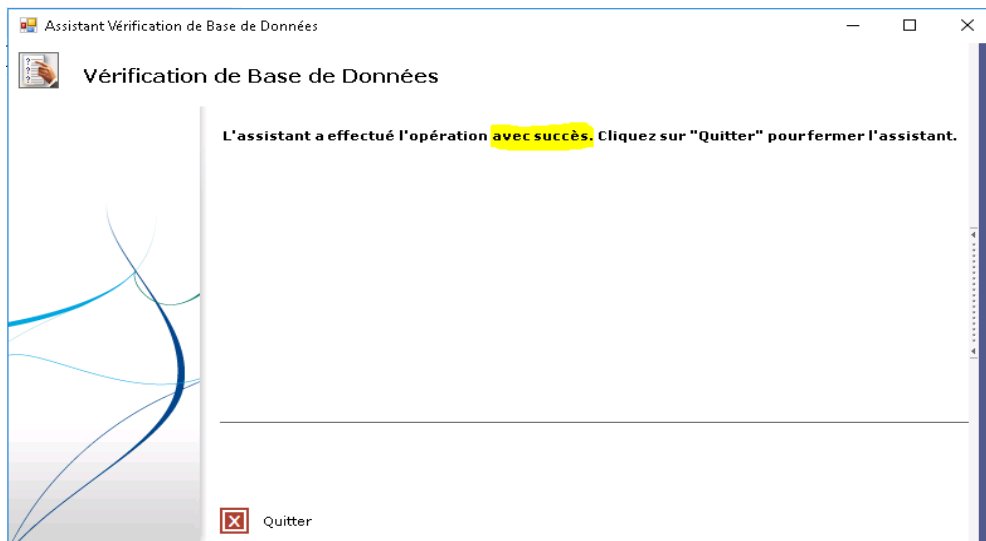 Assistant Vérification de Base de Données
Vérification de Base de Données
L'assistant a effectué l'opération avec succès. Cliquez sur "Quitter" pour fermer l'assistant.
Quitter